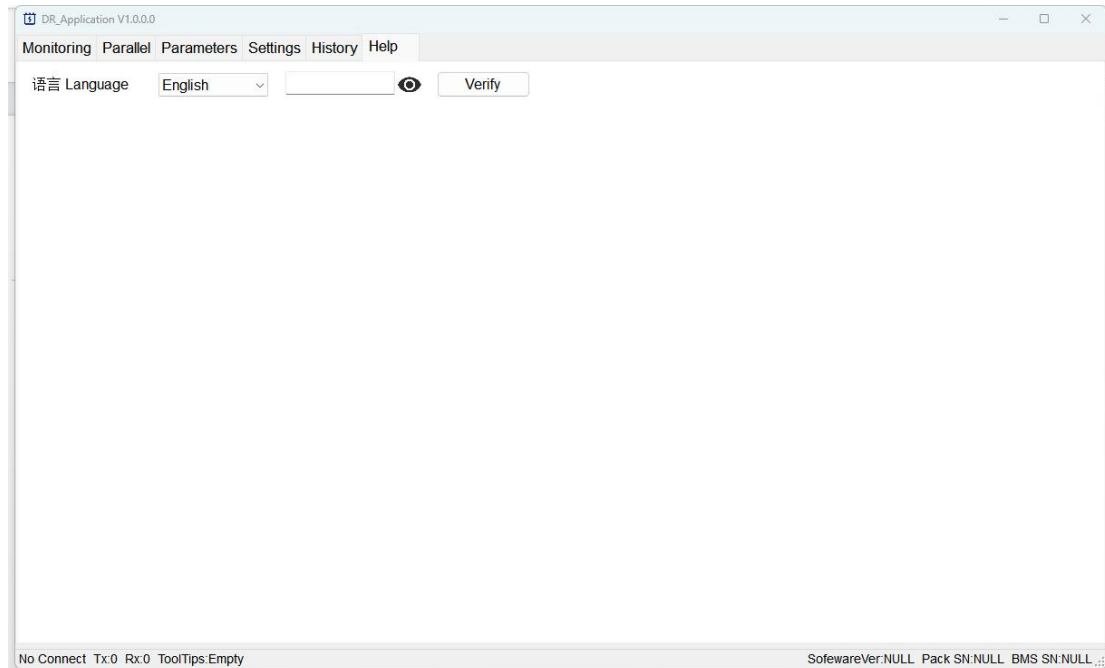 DR_Application V1.0.0.0
Monitoring Parallel Parameters Settings History Help
语言 Language English Verify
No Connect Tx:0 Rx:0 ToolTips:Empty SofewareVer:NULL Pack SN:NULL BMS SN:NULL